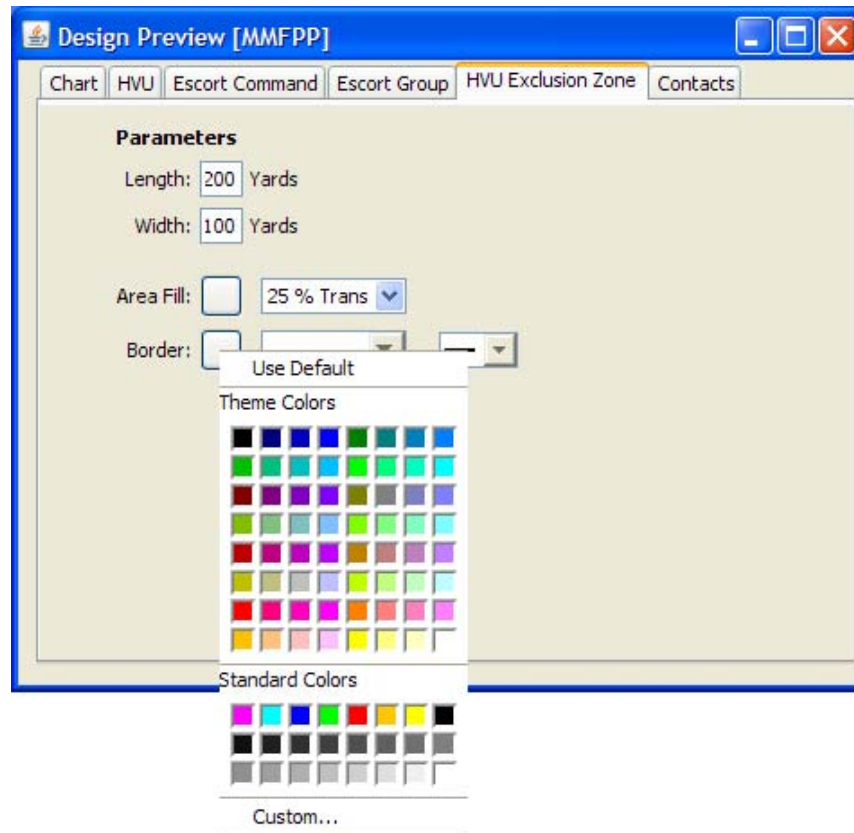 Design Preview [MMFPP]
Chart HVU Escort Command Escort Group HVU Exclusion Zone Contacts
Parameters
Length: 200 Yards
Width: 100 Yards
Area Fill: 25 % Trans
Border:
Use Default
Theme Colors
Standard Colors
Custom...